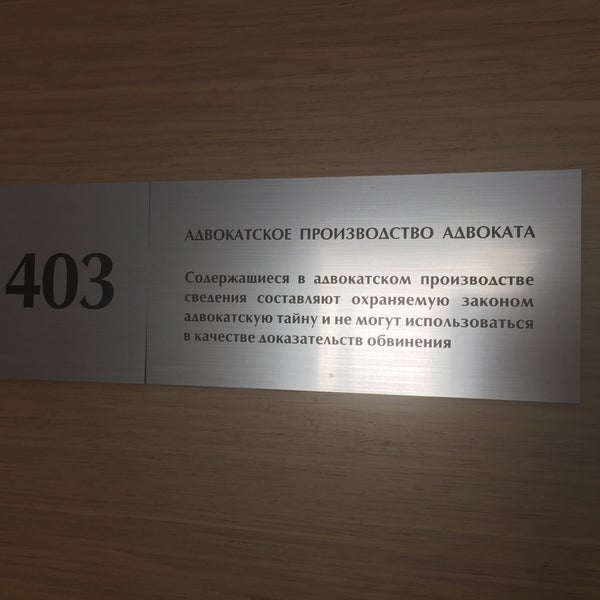 403
АДВОКАТСКОЕ ПРОИЗВОДСТВО АДВОКАТА
Содержащиеся в адвокатском производстве
сведения составляют охраняемую законом
адвокатскую тайну и не могут использоваться
в качестве доказательств обвинения